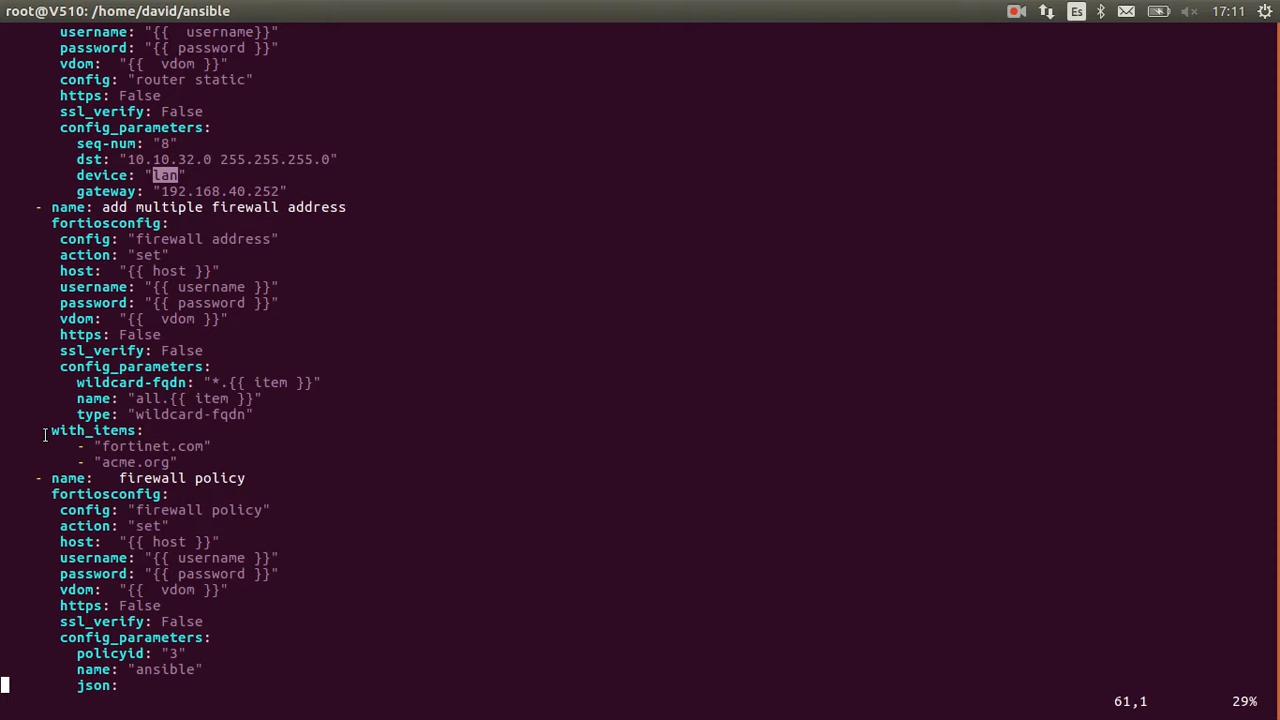 root@V510: /home/david/ansible
Es
17:11
username: "{{  username}}"
password: "{{ password }}"
vdom:  "{{  vdom }}"
config: "router static"
https: False
ssl_verify: False
config_parameters:
seq-num: "8"
dst: "10.10.32.0 255.255.255.0"
device: "lan"
gateway: "192.168.40.252"
- name: add multiple firewall address
fortiosconfig:
config: "firewall address"
action: "set"
host:  "{{ host }}"
username: "{{ username }}"
password: "{{ password }}"
vdom:  "{{  vdom }}"
https: False
ssl_verify: False
config_parameters:
wildcard-fqdn: "*.{{ item }}"
name: "all.{{ item }}"
type: "wildcard-fqdn"
with_items:
- "fortinet.com"
- "acme.org"
- name:   firewall policy
fortiosconfig:
config: "firewall policy"
action: "set"
host:  "{{ host }}"
username: "{{ username }}"
password: "{{ password }}"
vdom:  "{{  vdom }}"
https: False
ssl_verify: False
config_parameters:
policyid: "3"
name: "ansible"
json:
61,1 29%